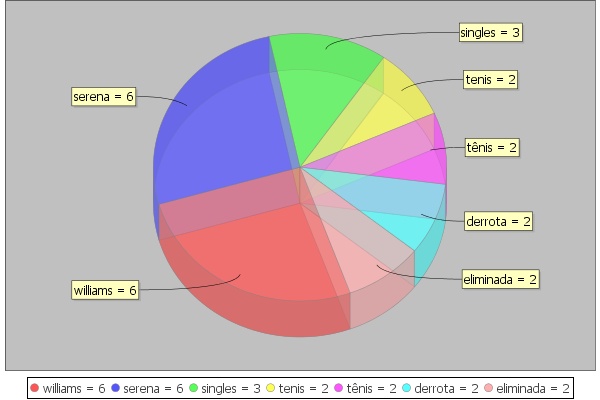 singles = 3
tenis = 2
serena = 6
tênis = 2
derrota = 2
eliminada = 2
williams = 6
williams = 6 serena = 6 singles = 3 tenis = 2 tênis = 2 derrota = 2 eliminada = 2